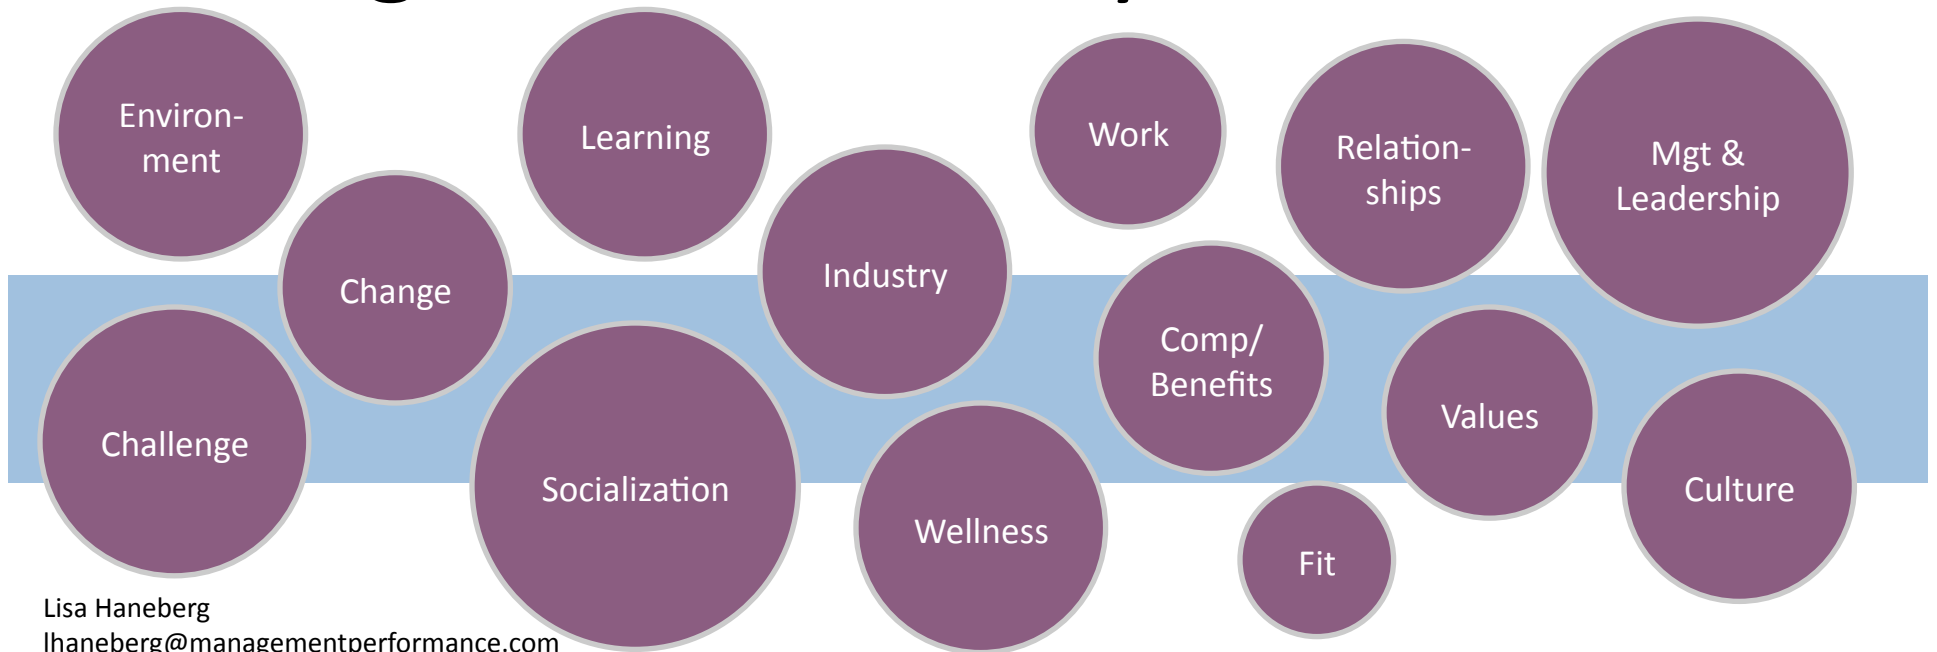 Environ-
ment
Learning
Work
Relation-
ships
Mgt &
Leadership
Change
Industry
Comp/
Benefits
Challenge
Socialization
Values
Wellness
Culture
Fit
Lisa Haneberg
lhaneberg@managementperformance.com